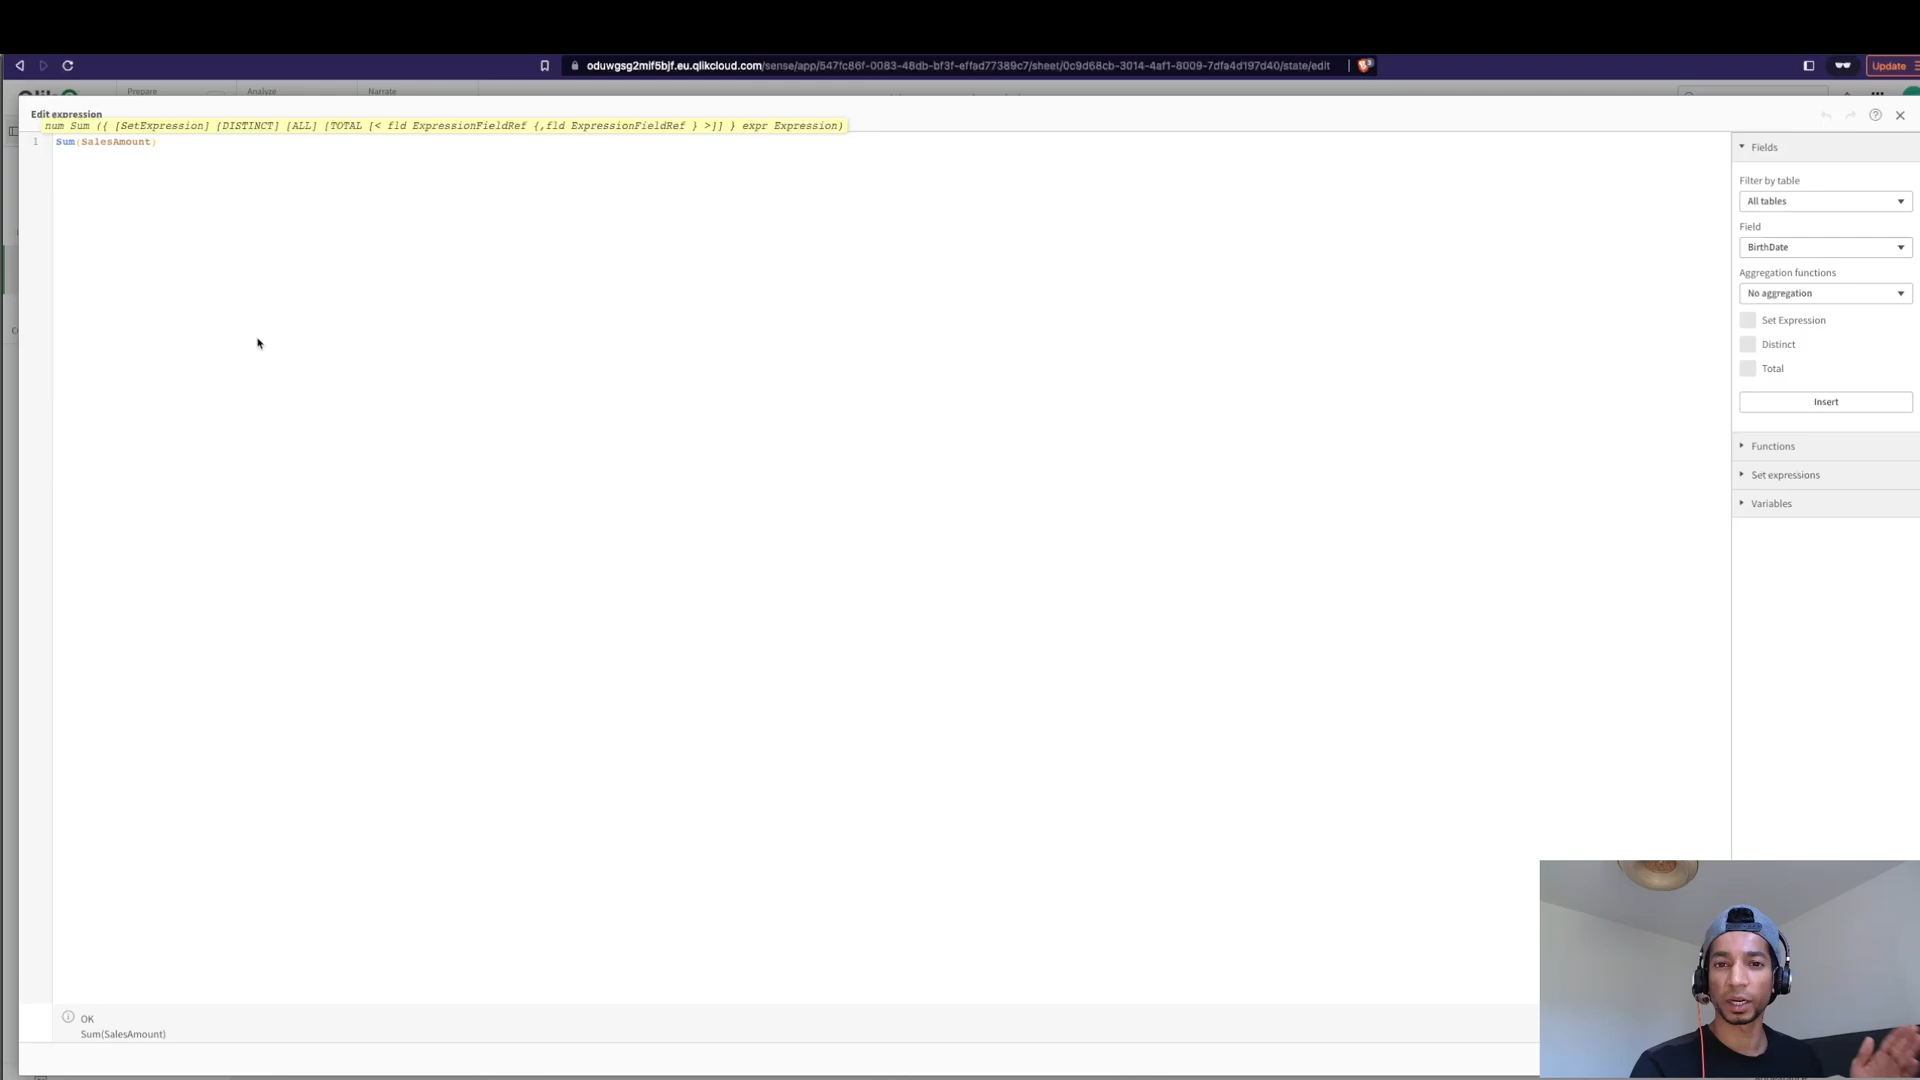 oduwgsg2mlf5bjf.eu.qlikcloud.com/sense/app/547fc86f-0083-48db-bf3f-effad77389c7/sheet/0c9d68cb-3014-4af1-8009-7dfa4d197d40/state/edit
Update
Prepare
Analyze
Narrate
Edit expression
num Sum ({ [SetExpression] [DISTINCT] [ALL] [TOTAL [< fld ExpressionFieldRef {,fld ExpressionFieldRef } >]] } expr Expression)
1 Sum(SalesAmount)
Fields
Filter by table
All tables
Field
BirthDate
Aggregation functions
No aggregation
Set Expression
Distinct
Total
Insert
Functions
Set expressions
Variables
OK
Sum(SalesAmount)